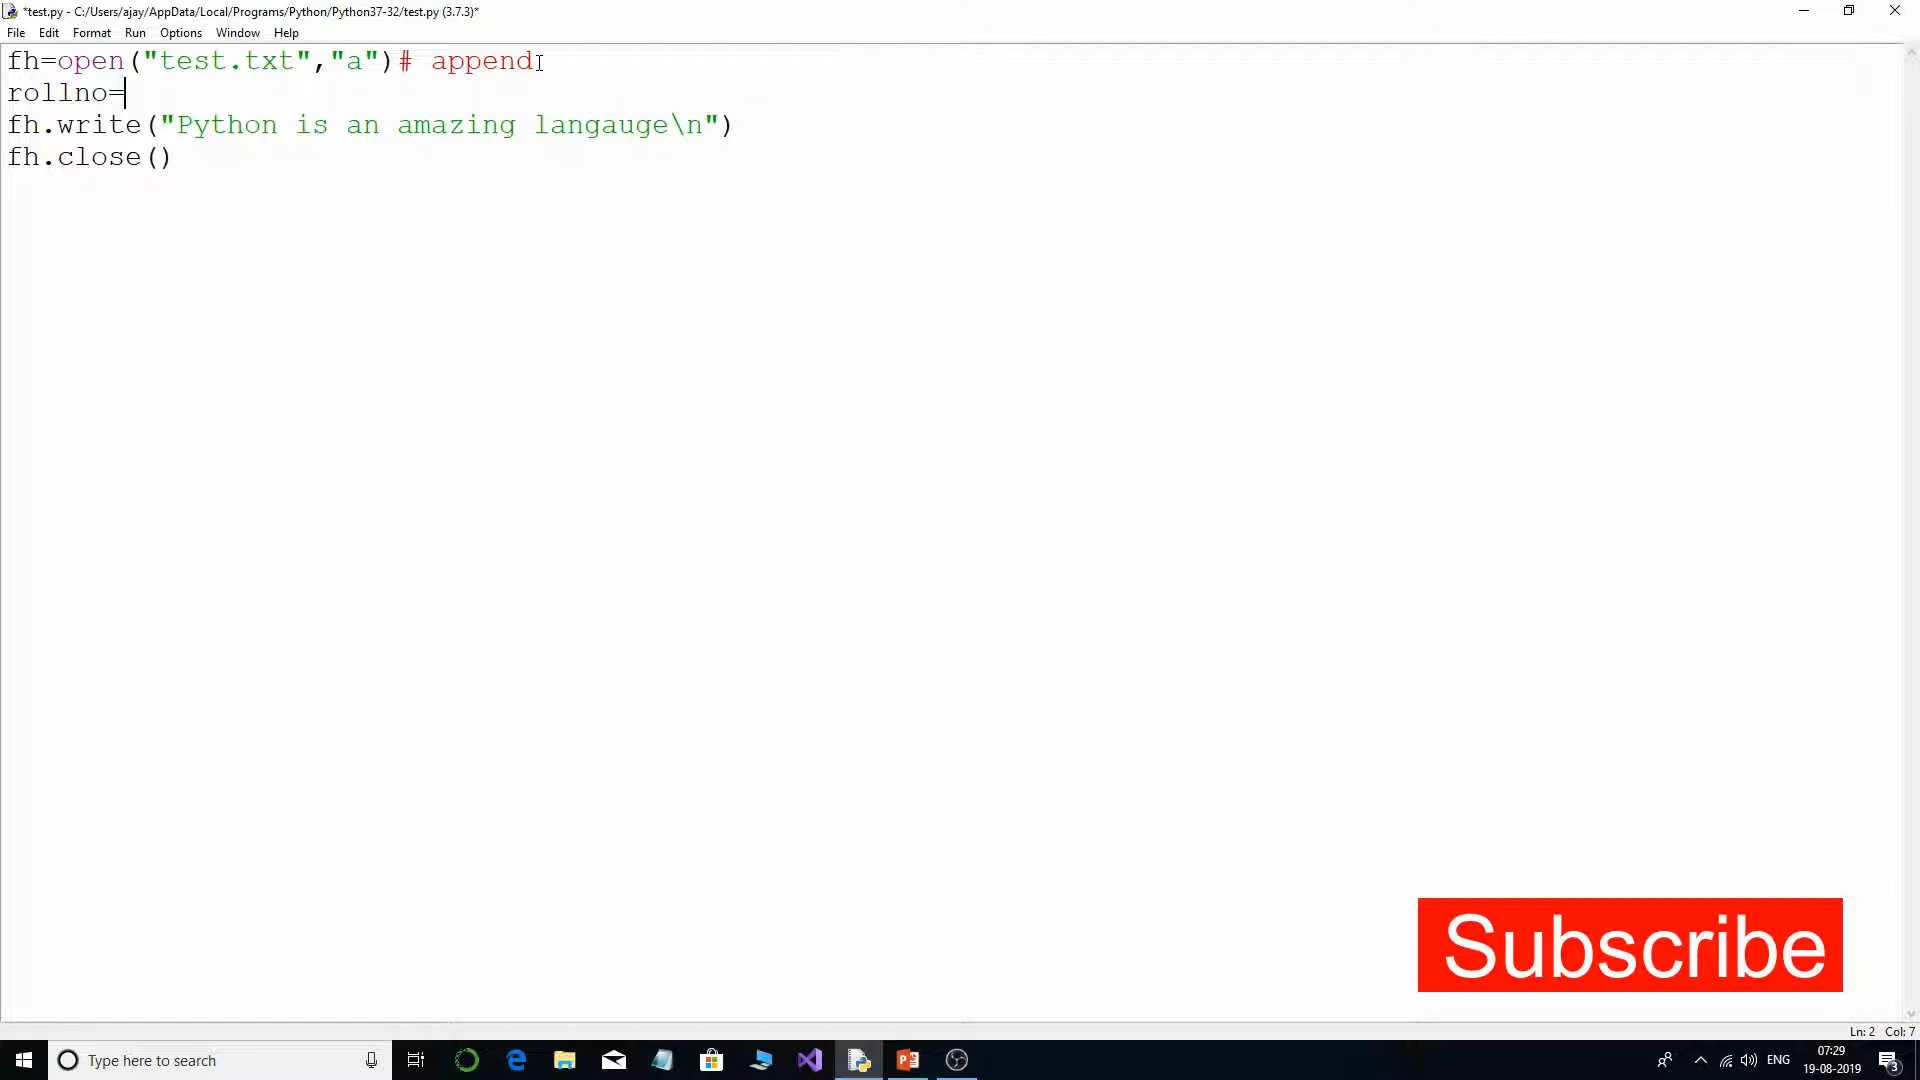 *test.py - C:/Users/ajay/AppData/Local/Programs/Python/Python37-32/test.py (3.7.3)*
File Edit Format Run Options Window Help
fh=open("test.txt","a")# append
rollno=
fh.write("Python is an amazing langauge\n")
fh.close()
Subscribe
Ln: 2 Col: 7
Type here to search
ENG
07:29
19-08-2019
3